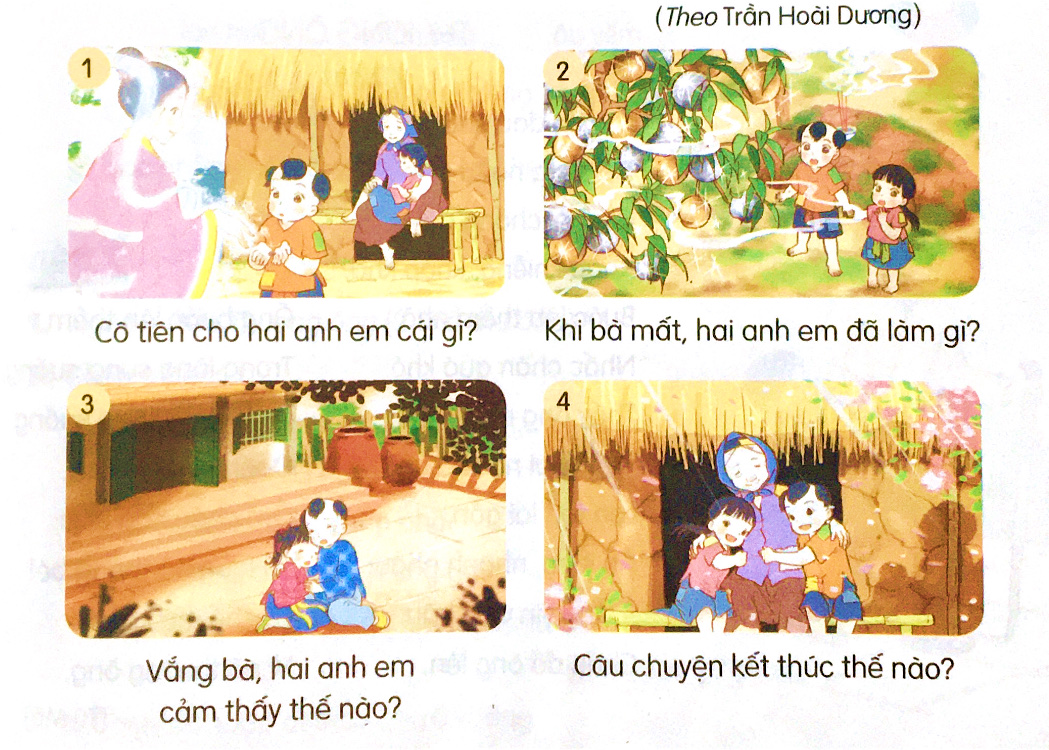 (Theo Trần Hoài Dương)
1
2
Cô tiên cho hai anh em cái gì?
Khi bà mất, hai anh em đã làm gì?
3
4
Vắng bà, hai anh em
cảm thấy thế nào?
Câu chuyện kết thúc thế nào?